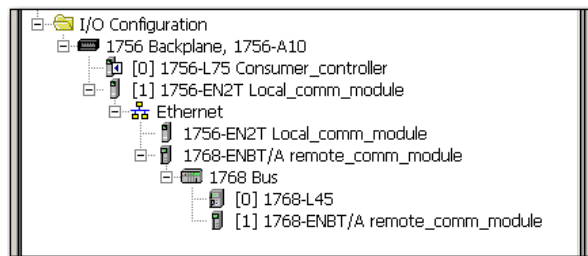 I/O Configuration
1756 Backplane, 1756-A10
[0] 1756-L75 Consumer_controller
[1] 1756-EN2T Local_comm_module
Ethernet
1756-EN2T Local_comm_module
1768-ENBT/A remote_comm_module
1768 Bus
[0] 1768-L45
[1] 1768-ENBT/A remote_comm_module